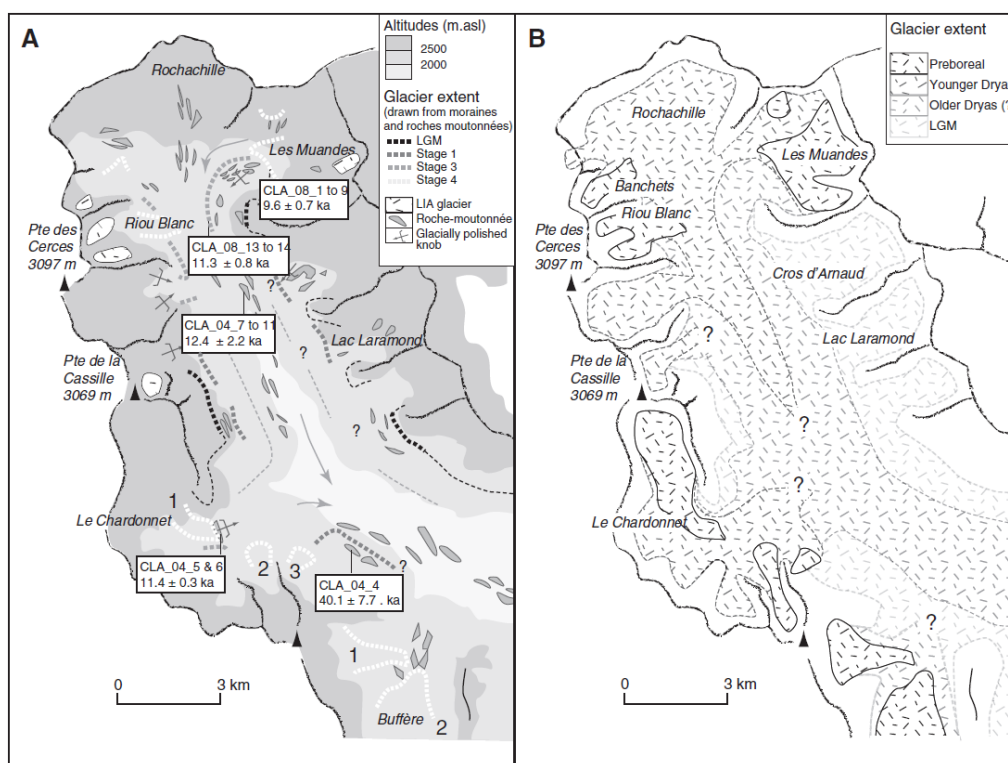 A
Altitudes (m.asl)
2500
2000
Glacier extent
(drawn from moraines
and roches moutonnées)
LGM
Stage 1
Stage 3
Stage 4
LIA glacier
Roche-moutonnée
Glacially polished
knob
Rochachille
Les Muandes
CLA_08_1 to 9
9.6 ± 0.7 ka
Riou Blanc
Pte des
Cerces
3097 m
CLA_08_13 to 14
11.3 ± 0.8 ka
?
CLA_04_7 to 11
12.4 ± 2.2 ka
Lac Laramond
?
Pte de la
Cassille
3069 m
?
1
Le Chardonnet
CLA_04_5 & 6
11.4 ± 0.3 ka
2
3
?
CLA_04_4
40.1 ± 7.7 . ka
1
0
3 km
Buffère
2
B
Glacier extent
Preboreal
Younger Dryas
Older Dryas (?
LGM
Rochachille
Les Muandes
Banchets
Riou Blanc
Pte des
Cerces
3097 m
Cros d'Arnaud
Lac Laramond
?
Pte de la
Cassille
3069 m
?
?
Le Chardonnet
?
0
3 km